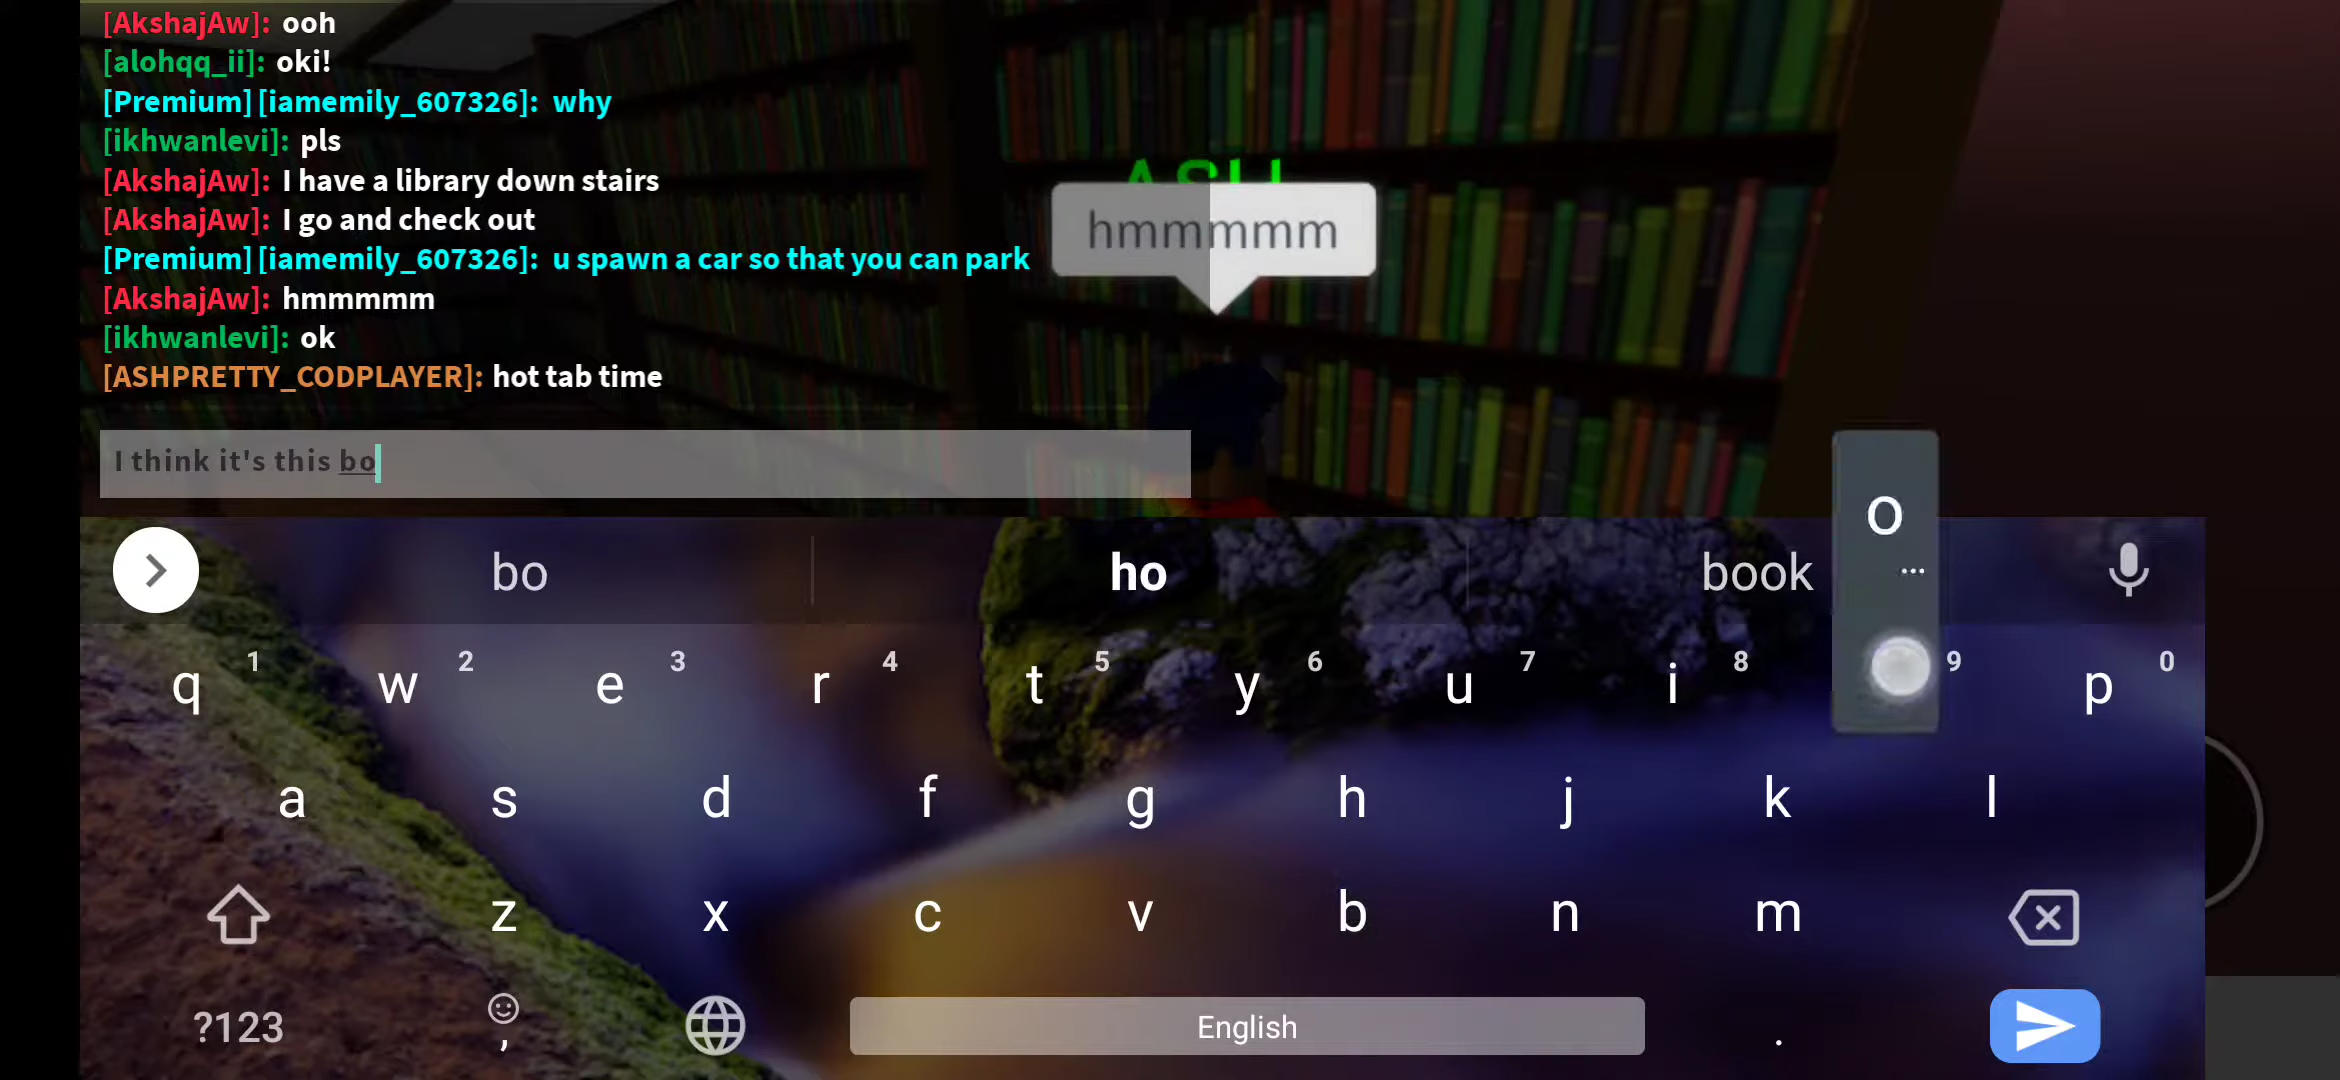 [AkshajAw]: ooh
[alohqq_ii]: oki!
[Premium] [iamemily_607326]: why
[ikhwanlevi]: pls
[AkshajAw]: I have a library down stairs
[AkshajAw]: I go and check out
[Premium] [iamemily_607326]: u spawn a car so that you can park
[AkshajAw]: hmmmmm
[ikhwanlevi]: ok
[ASHPRETTY_CODPLAYER]: hot tab time
ASH
hmmmmm
I think it's this bo
bo ho book
o
...
q 1 w 2 e 3 r 4 t 5 y 6 u 7 i 8 9 p 0
a s d f g h j k l
z x c v b n m
?123 , English .